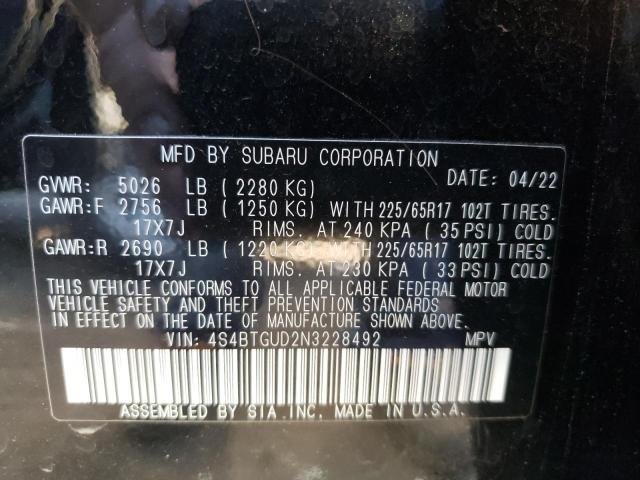 MFD BY SUBARU CORPORATION
GVWR: 5026 LB (2280 KG) DATE: 04/22
GAWR:F 2756 LB (1250 KG) WITH 225/65R17 102T TIRES.
17X7J RIMS. AT 240 KPA (35 PSI) COLD
GAWR:R 2690 LB (1220 KG) WITH 225/65R17 102T TIRES.
17X7J RIMS. AT 230 KPA (33 PSI) COLD
THIS VEHICLE CONFORMS TO ALL APPLICABLE FEDERAL MOTOR
VEHICLE SAFETY AND THEFT PREVENTION STANDARDS
IN EFFECT ON THE DATE OF MANUFACTURE SHOWN ABOVE.
VIN: 4S4BTGUD2N3228492 MPV
ASSEMBLED BY SIA, INC. MADE IN U.S.A.